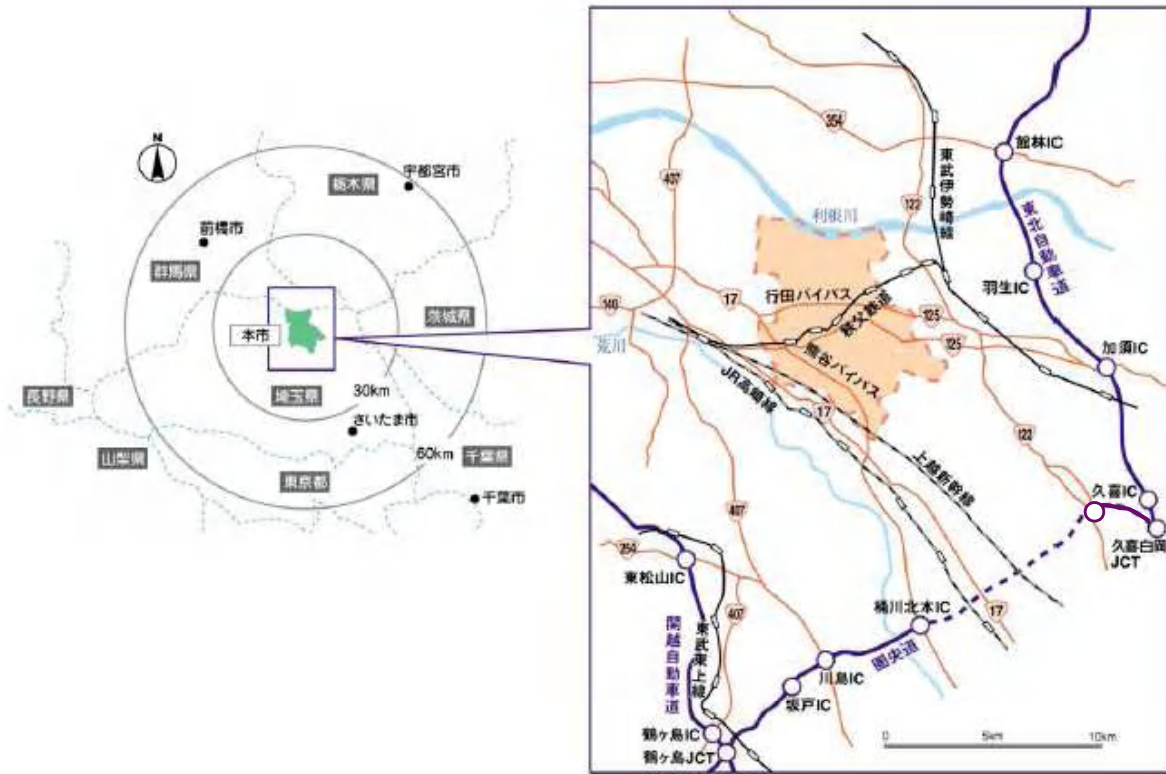 N
栃木県
宇都宮市
前橋市
群馬県
茨城県
本市
30km
埼玉県
長野県
さいたま市
60km
千葉県
山梨県
東京都
千葉市
354
407
東武伊勢崎線
館林IC
122
利根川
東北自動車道
羽生IC
17
行田バイパス
140
秩父鉄道
125
125
荒川
熊谷バイパス
加須IC
JR高崎線
17
122
上越新幹線
久喜IC
久喜白岡
JCT
407
254
東松山IC
桶川北本IC
17
407
関越自動車道
東武東上線
圏央道
川島IC
坂戸IC
鶴ヶ島IC
鶴ヶ島JCT
0
5km
10km